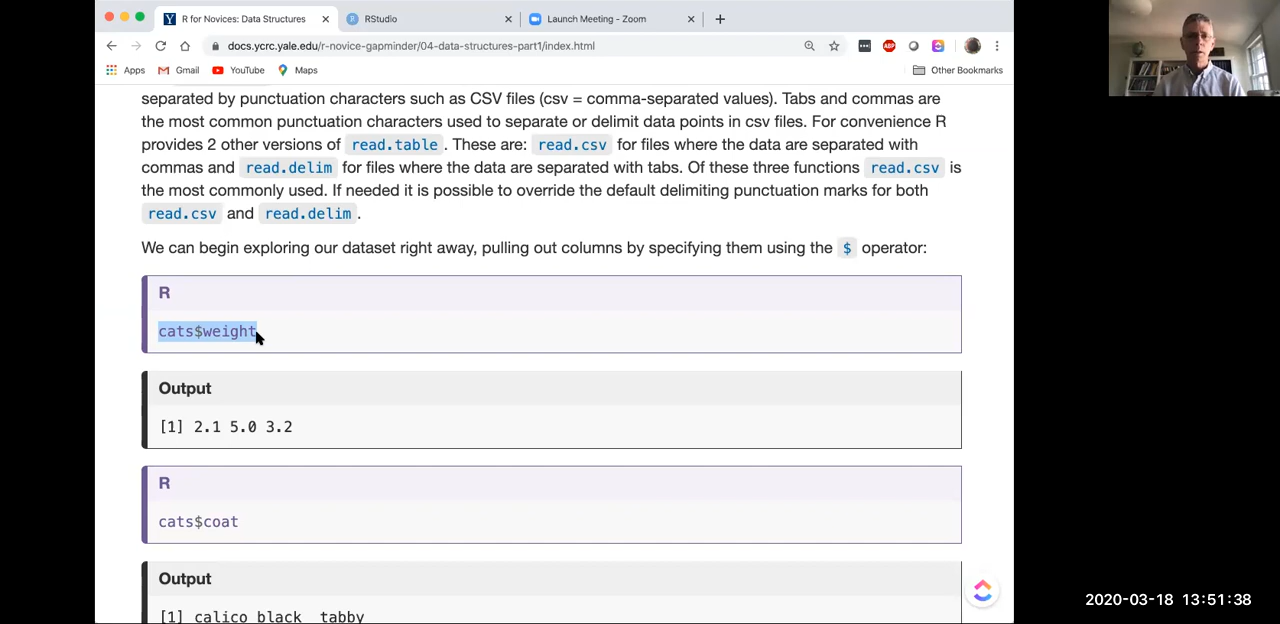 R for Novices: Data Structures
RStudio
Launch Meeting - Zoom
docs.ycrc.yale.edu/r-novice-gapminder/04-data-structures-part1/index.html
ABP
Apps
Gmail
YouTube
Maps
Other Bookmarks
separated by punctuation characters such as CSV files (csv = comma-separated values). Tabs and commas are
the most common punctuation characters used to separate or delimit data points in csv files. For convenience R
provides 2 other versions of read.table . These are: read.csv for files where the data are separated with
commas and read.delim for files where the data are separated with tabs. Of these three functions read.csv is
the most commonly used. If needed it is possible to override the default delimiting punctuation marks for both
read.csv and read.delim .
We can begin exploring our dataset right away, pulling out columns by specifying them using the $ operator:
R
cats$weight
Output
[1] 2.1 5.0 3.2
R
cats$coat
Output
[1] calico black  tabby
2020-03-18 13:51:38